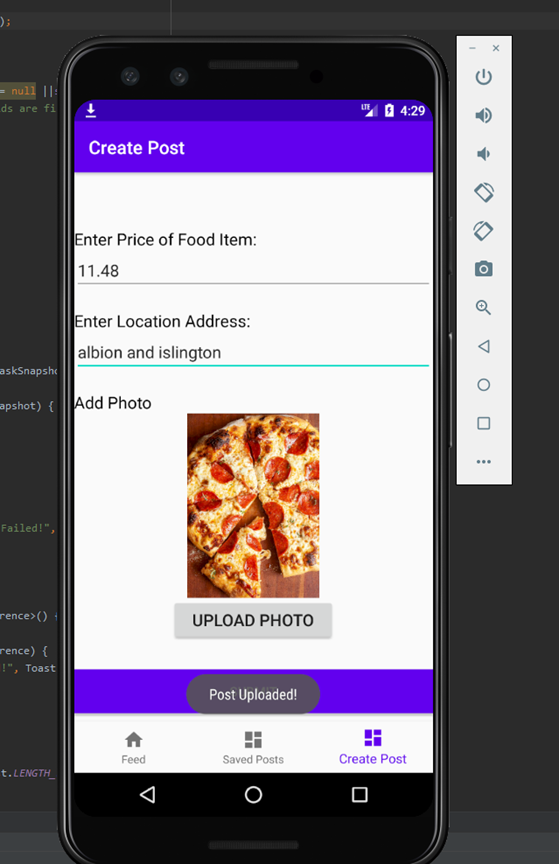 );
= null ||
ds are fi
askSnapsho
apshot) {
Failed!",
rence>() {
rence) {
!", Toast
t.LENGTH_
LTE 4:29
Create Post
Enter Price of Food Item:
11.48
Enter Location Address:
albion and islington
Add Photo
UPLOAD PHOTO
Post Uploaded!
Feed
Saved Posts
Create Post